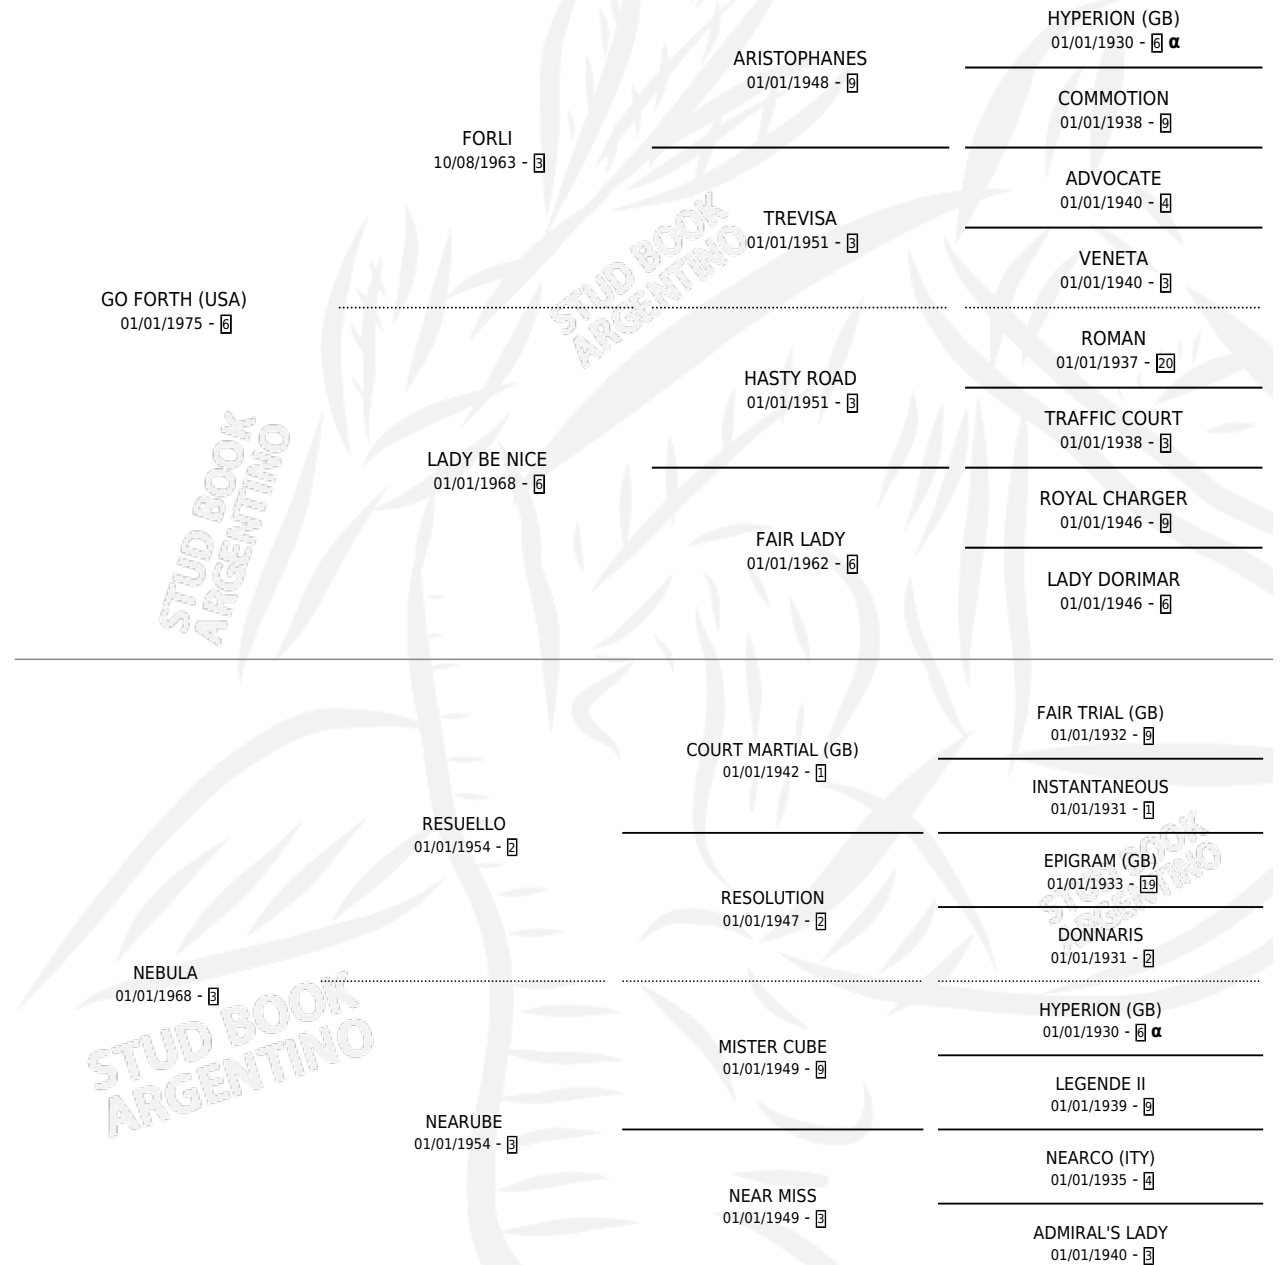 HYPERION (GB)
01/01/1930 - 6 α
ARISTOPHANES
01/01/1948 - 9
COMMOTION
01/01/1938 - 9
FORLI
10/08/1963 - 3
ADVOCATE
01/01/1940 - 4
TREVISA
01/01/1951 - 3
VENETA
01/01/1940 - 3
STUD BOOK
ARGENTINO
GO FORTH (USA)
01/01/1975 - 6
ROMAN
01/01/1937 - 20
HASTY ROAD
01/01/1951 - 3
TRAFFIC COURT
01/01/1938 - 3
LADY BE NICE
01/01/1968 - 6
ROYAL CHARGER
01/01/1946 - 9
FAIR LADY
01/01/1962 - 6
LADY DORIMAR
01/01/1946 - 6
STUD BOOK
ARGENTINO
FAIR TRIAL (GB)
01/01/1932 - 9
COURT MARTIAL (GB)
01/01/1942 - 1
INSTANTANEOUS
01/01/1931 - 1
RESUELLO
01/01/1954 - 2
EPIGRAM (GB)
01/01/1933 - 19
STUD BOOK
ARGENTINO
RESOLUTION
01/01/1947 - 2
DONNARIS
01/01/1931 - 2
NEBULA
01/01/1968 - 3
STUD BOOK
ARGENTINO
HYPERION (GB)
01/01/1930 - 6 α
MISTER CUBE
01/01/1949 - 9
LEGENDE II
01/01/1939 - 9
NEARUBE
01/01/1954 - 3
NEARCO (ITY)
01/01/1935 - 4
NEAR MISS
01/01/1949 - 3
ADMIRAL'S LADY
01/01/1940 - 3